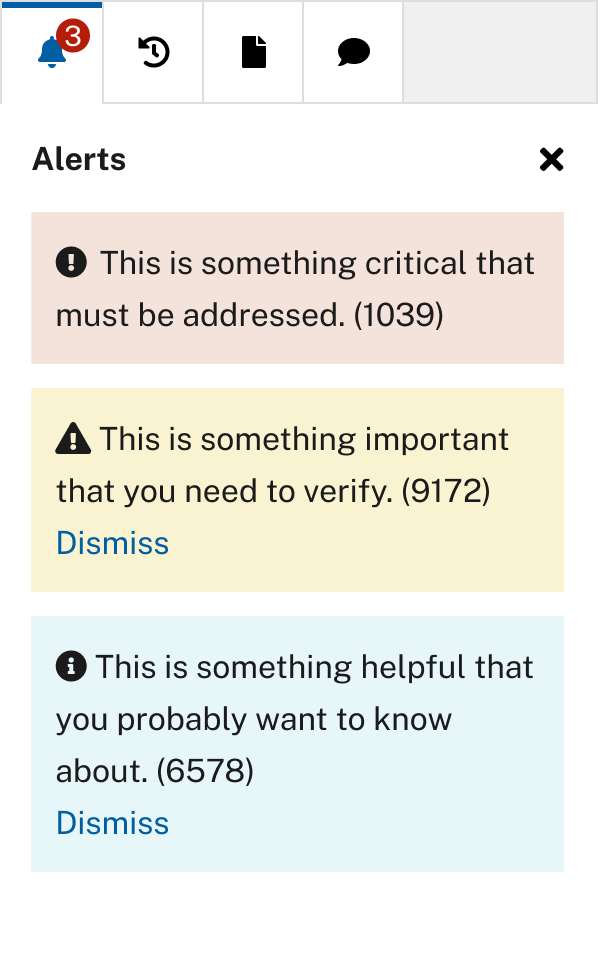 3
Alerts
This is something critical that
must be addressed. (1039)
This is something important
that you need to verify. (9172)
Dismiss
This is something helpful that
you probably want to know
about. (6578)
Dismiss